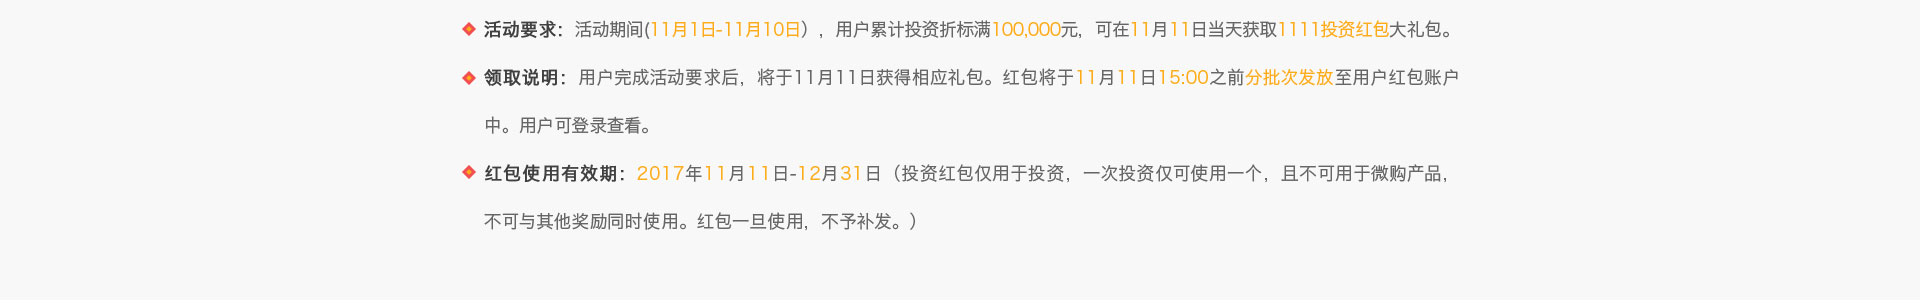 活动要求：活动期间(11月1日-11月10日），用户累计投资折标满100,000元，可在11月11日当天获取1111投资红包大礼包。
领取说明：用户完成活动要求后，将于11月11日获得相应礼包。红包将于11月11日15:00之前分批次发放至用户红包账户
中。用户可登录查看。
红包使用有效期：2017年11月11日-12月31日（投资红包仅用于投资，一次投资仅可使用一个，且不可用于微购产品，
不可与其他奖励同时使用。红包一旦使用，不予补发。）